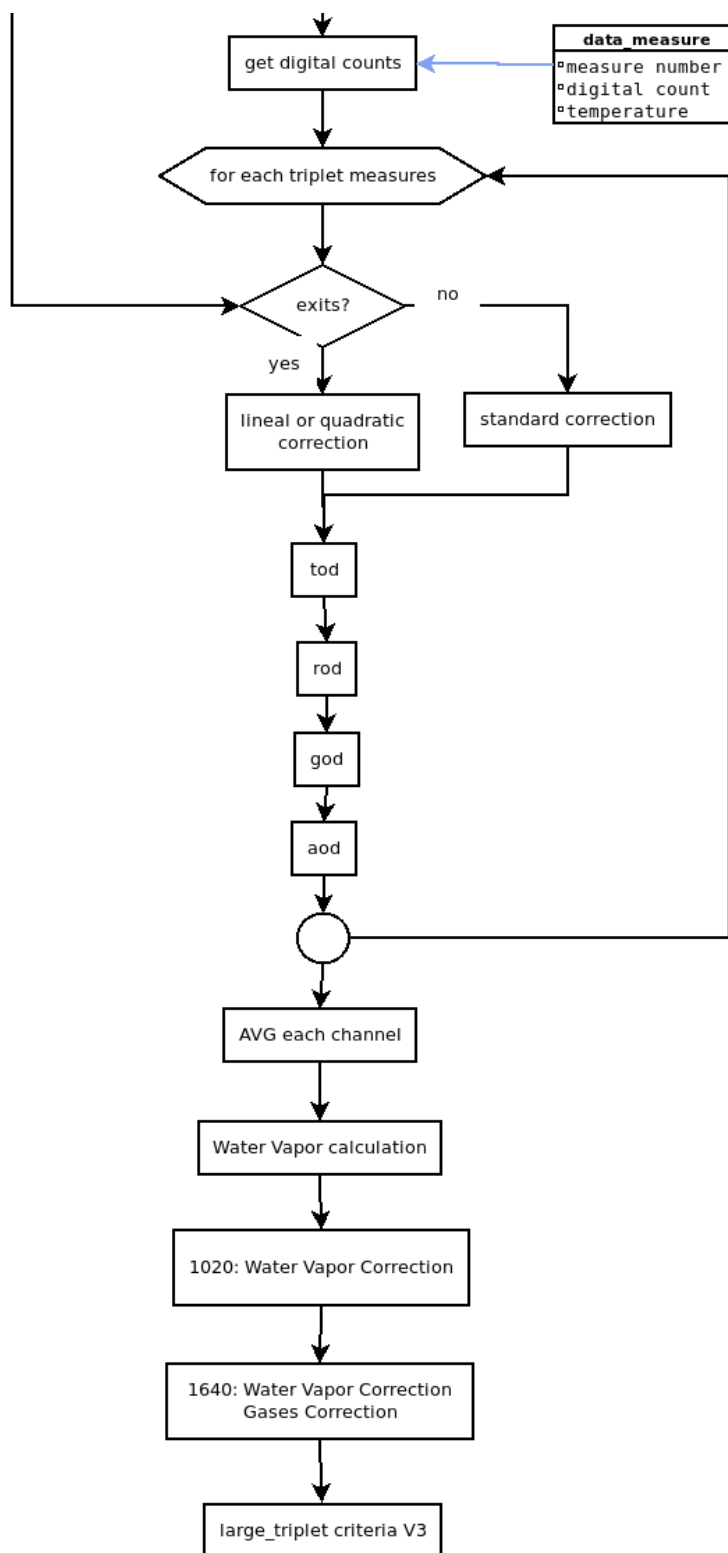 get digital counts
data_measure
measure number
digital count
temperature
for each triplet measures
exits?
no
yes
lineal or quadratic
correction
standard correction
tod
rod
god
aod
AVG each channel
Water Vapor calculation
1020: Water Vapor Correction
1640: Water Vapor Correction
Gases Correction
large_triplet criteria V3